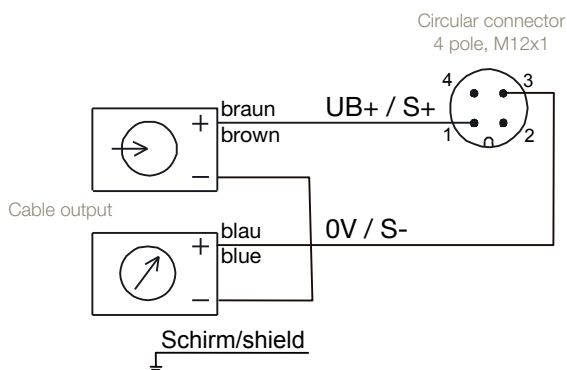 Circular connector
4 pole, M12x1
4
3
braun
UB+ / S+
+
brown
1
2
−
Cable output
blau
0V / S-
+
blue
−
Schirm/shield